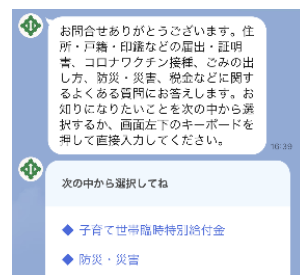 お問合せありがとうございます。住
所・戸籍・印鑑などの届出・証明
書、コロナワクチン接種、ごみの出
し方、防災・災害、税金などに関す
るよくある質問にお答えします。お
知りになりたいことを次の中から選
択するか、画面左下のキーボードを
押して直接入力してください。
16:39
次の中から選択してね
◆ 子育て世帯臨時特別給付金
◆ 防災・災害